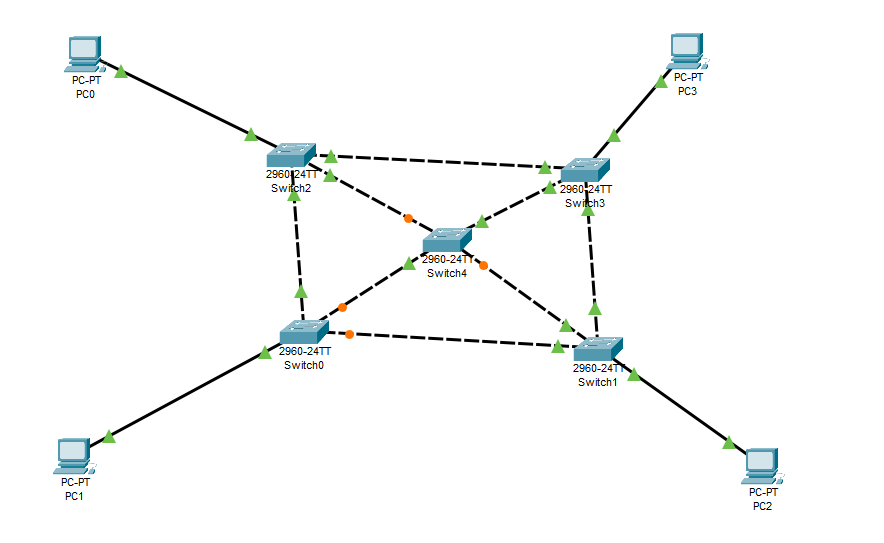 PC-PT
PC0
PC-PT
PC3
2960-24TT
Switch2
2960-24TT
Switch3
2960-24TT
Switch4
2960-24TT
Switch0
2960-24TT
Switch1
PC-PT
PC1
PC-PT
PC2